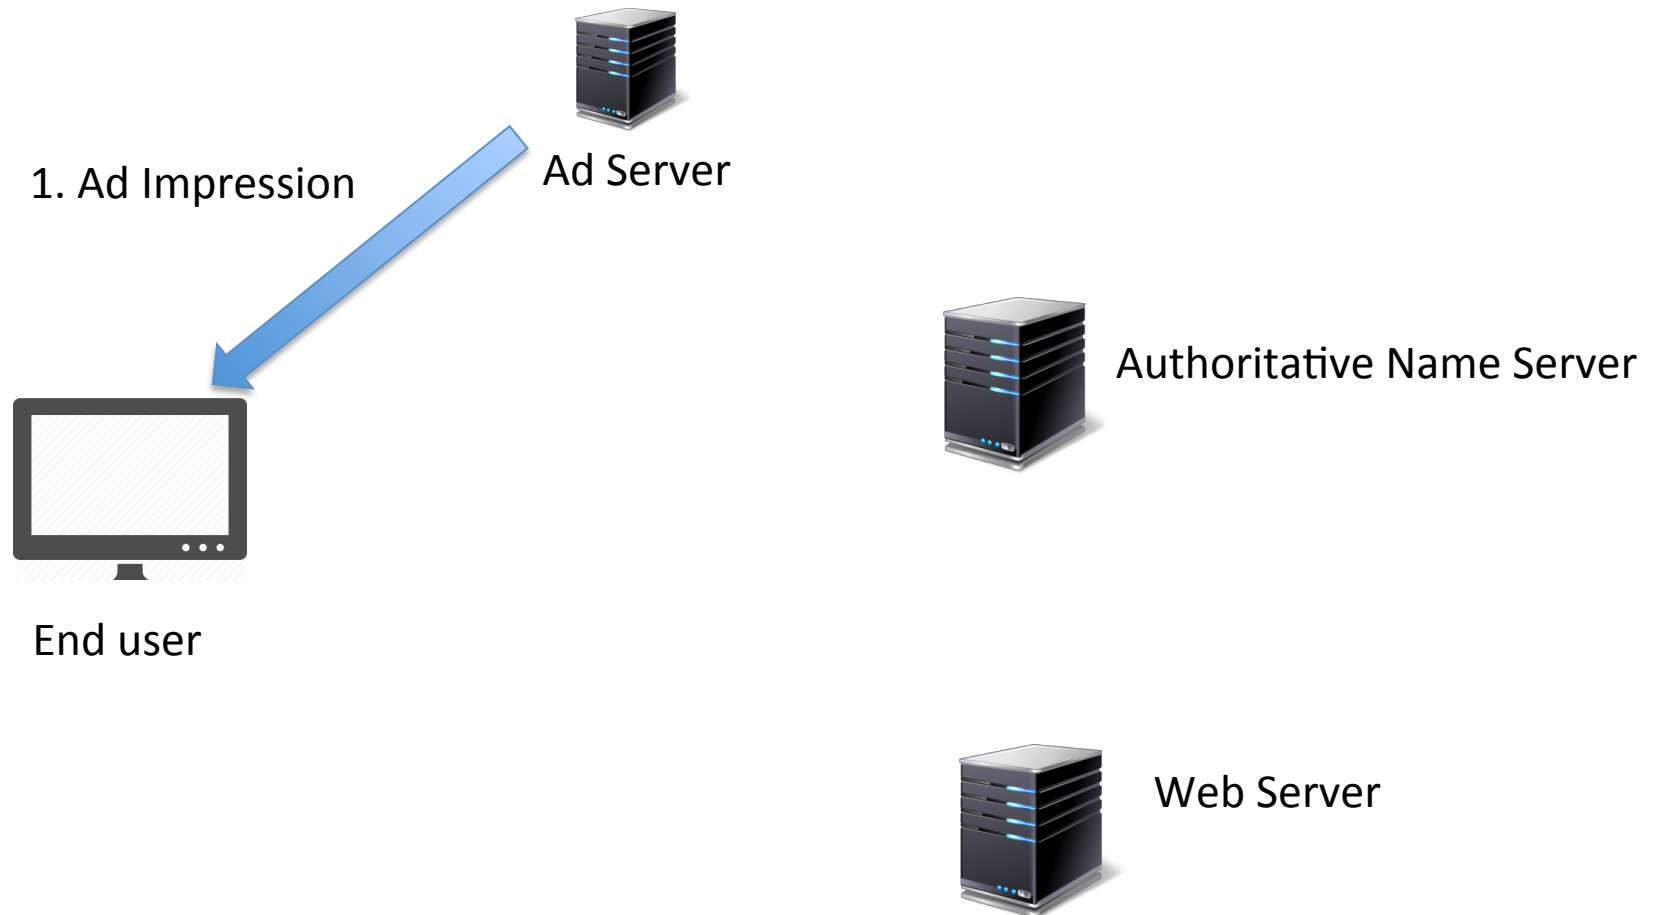 1. Ad Impression
Ad Server
Authoritative Name Server
End user
Web Server